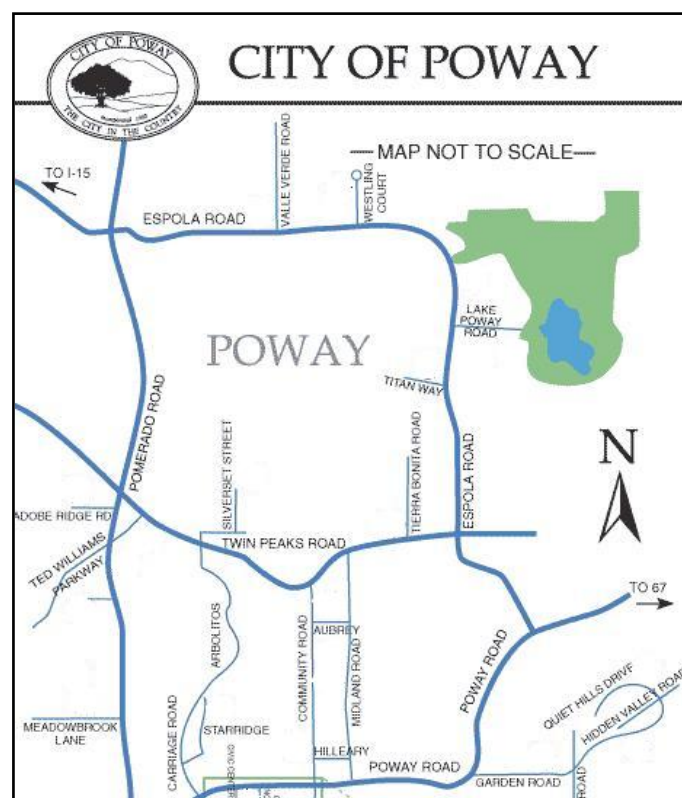 CITY OF POWAY
THE CITY IN THE COUNTRY
CITY OF POWAY
MAP NOT TO SCALE
TO I-15
VALLE VERDE ROAD
WESTLING
COURT
ESPOLA ROAD
LAKE
POWAY
ROAD
POWAY
TITAN WAY
POMERADO ROAD
SILVERSET STREET
TIERRA BONITA ROAD
ESPOLA ROAD
N
ADOBE RIDGE RD
TWIN PEAKS ROAD
TED WILLIAMS
PARKWAY
TO 67
ARBOLITOS
COMMUNITY ROAD
AUBREY
MIDLAND ROAD
POWAY ROAD
QUIET HILLS DRIVE
HIDDEN VALLEY ROAD
MEADOWBROOK
LANE
CARRIAGE ROAD
STARRIDGE
HILLEARY
POWAY ROAD
GARDEN ROAD
ROAD